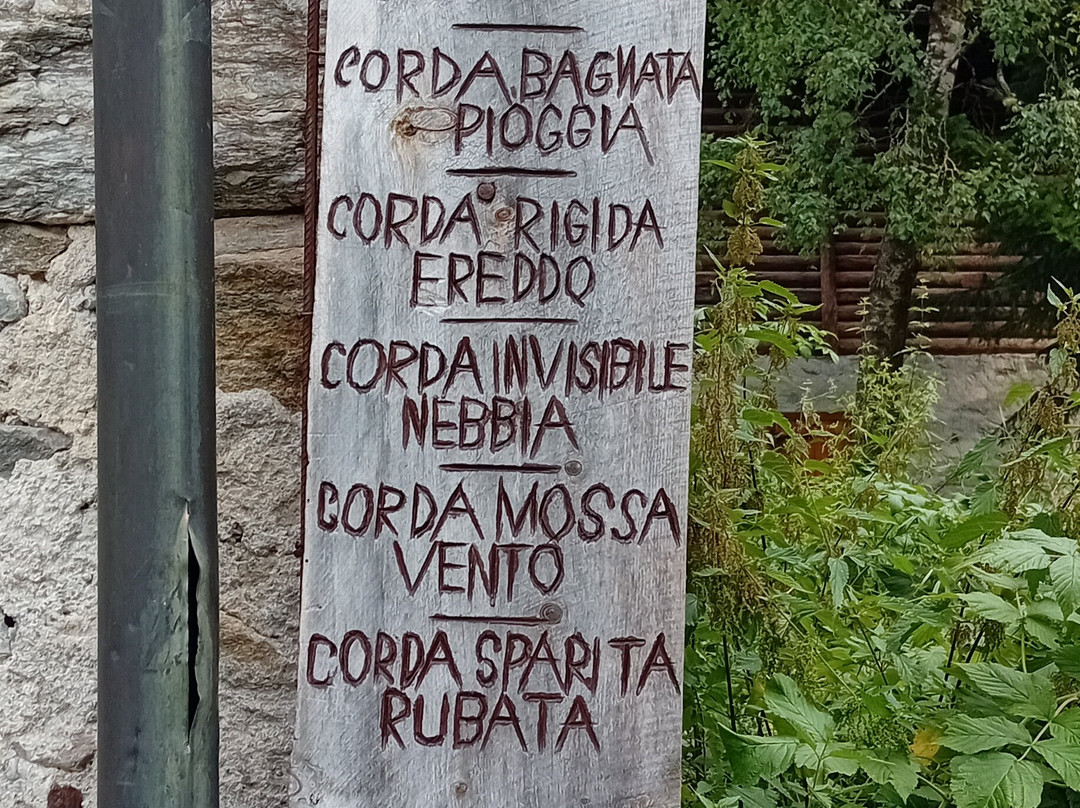 CORDA BAGNATA
PIOGGIA
CORDA RIGIDA
FREDDO
CORDA INVISIBILE
NEBBIA
CORDA MOSSA
VENTO
CORDA SPARITA
RUBATA